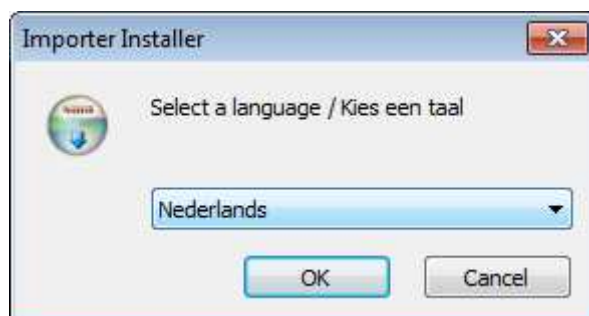 Importer Installer
Select a language / Kies een taal
Nederlands
OK
Cancel